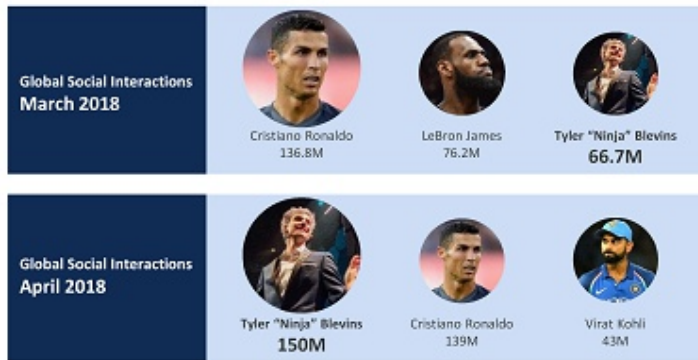 Global Social Interactions
March 2018
Cristiano Ronaldo
136.8M
LeBron James
76.2M
Tyler “Ninja” Blevins
66.7M
Global Social Interactions
April 2018
Tyler “Ninja” Blevins
150M
Cristiano Ronaldo
139M
Virat Kohli
43M